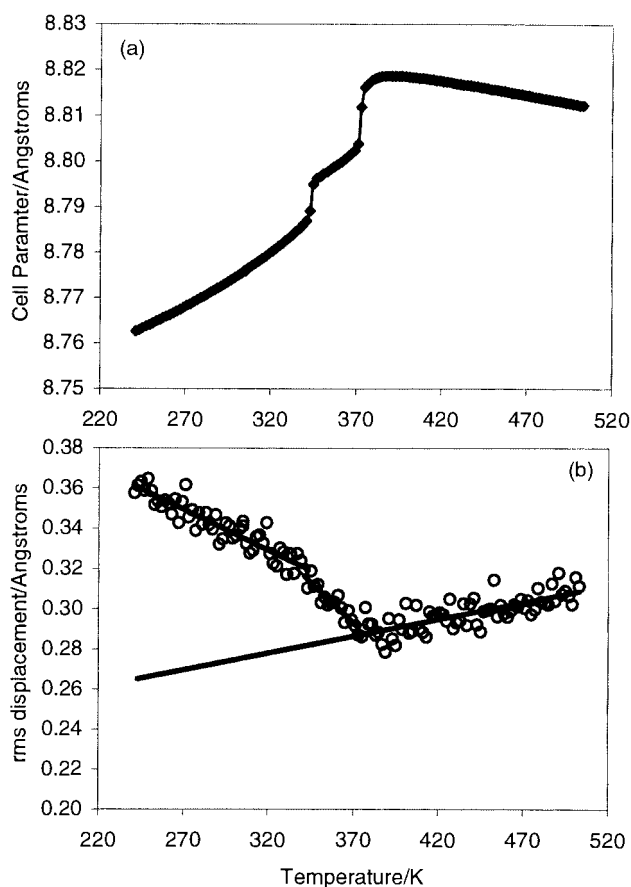 8.83
(a)
8.82
8.81
8.80
8.79
8.78
8.77
8.76
8.75
Cell Paramter/Angstroms
220 270 320 370 420 470 520
0.38
(b)
0.36
0.34
0.32
0.30
0.28
0.26
0.24
0.22
0.20
rms displacement/Angstroms
220 270 320 370 420 470 520
Temperature/K